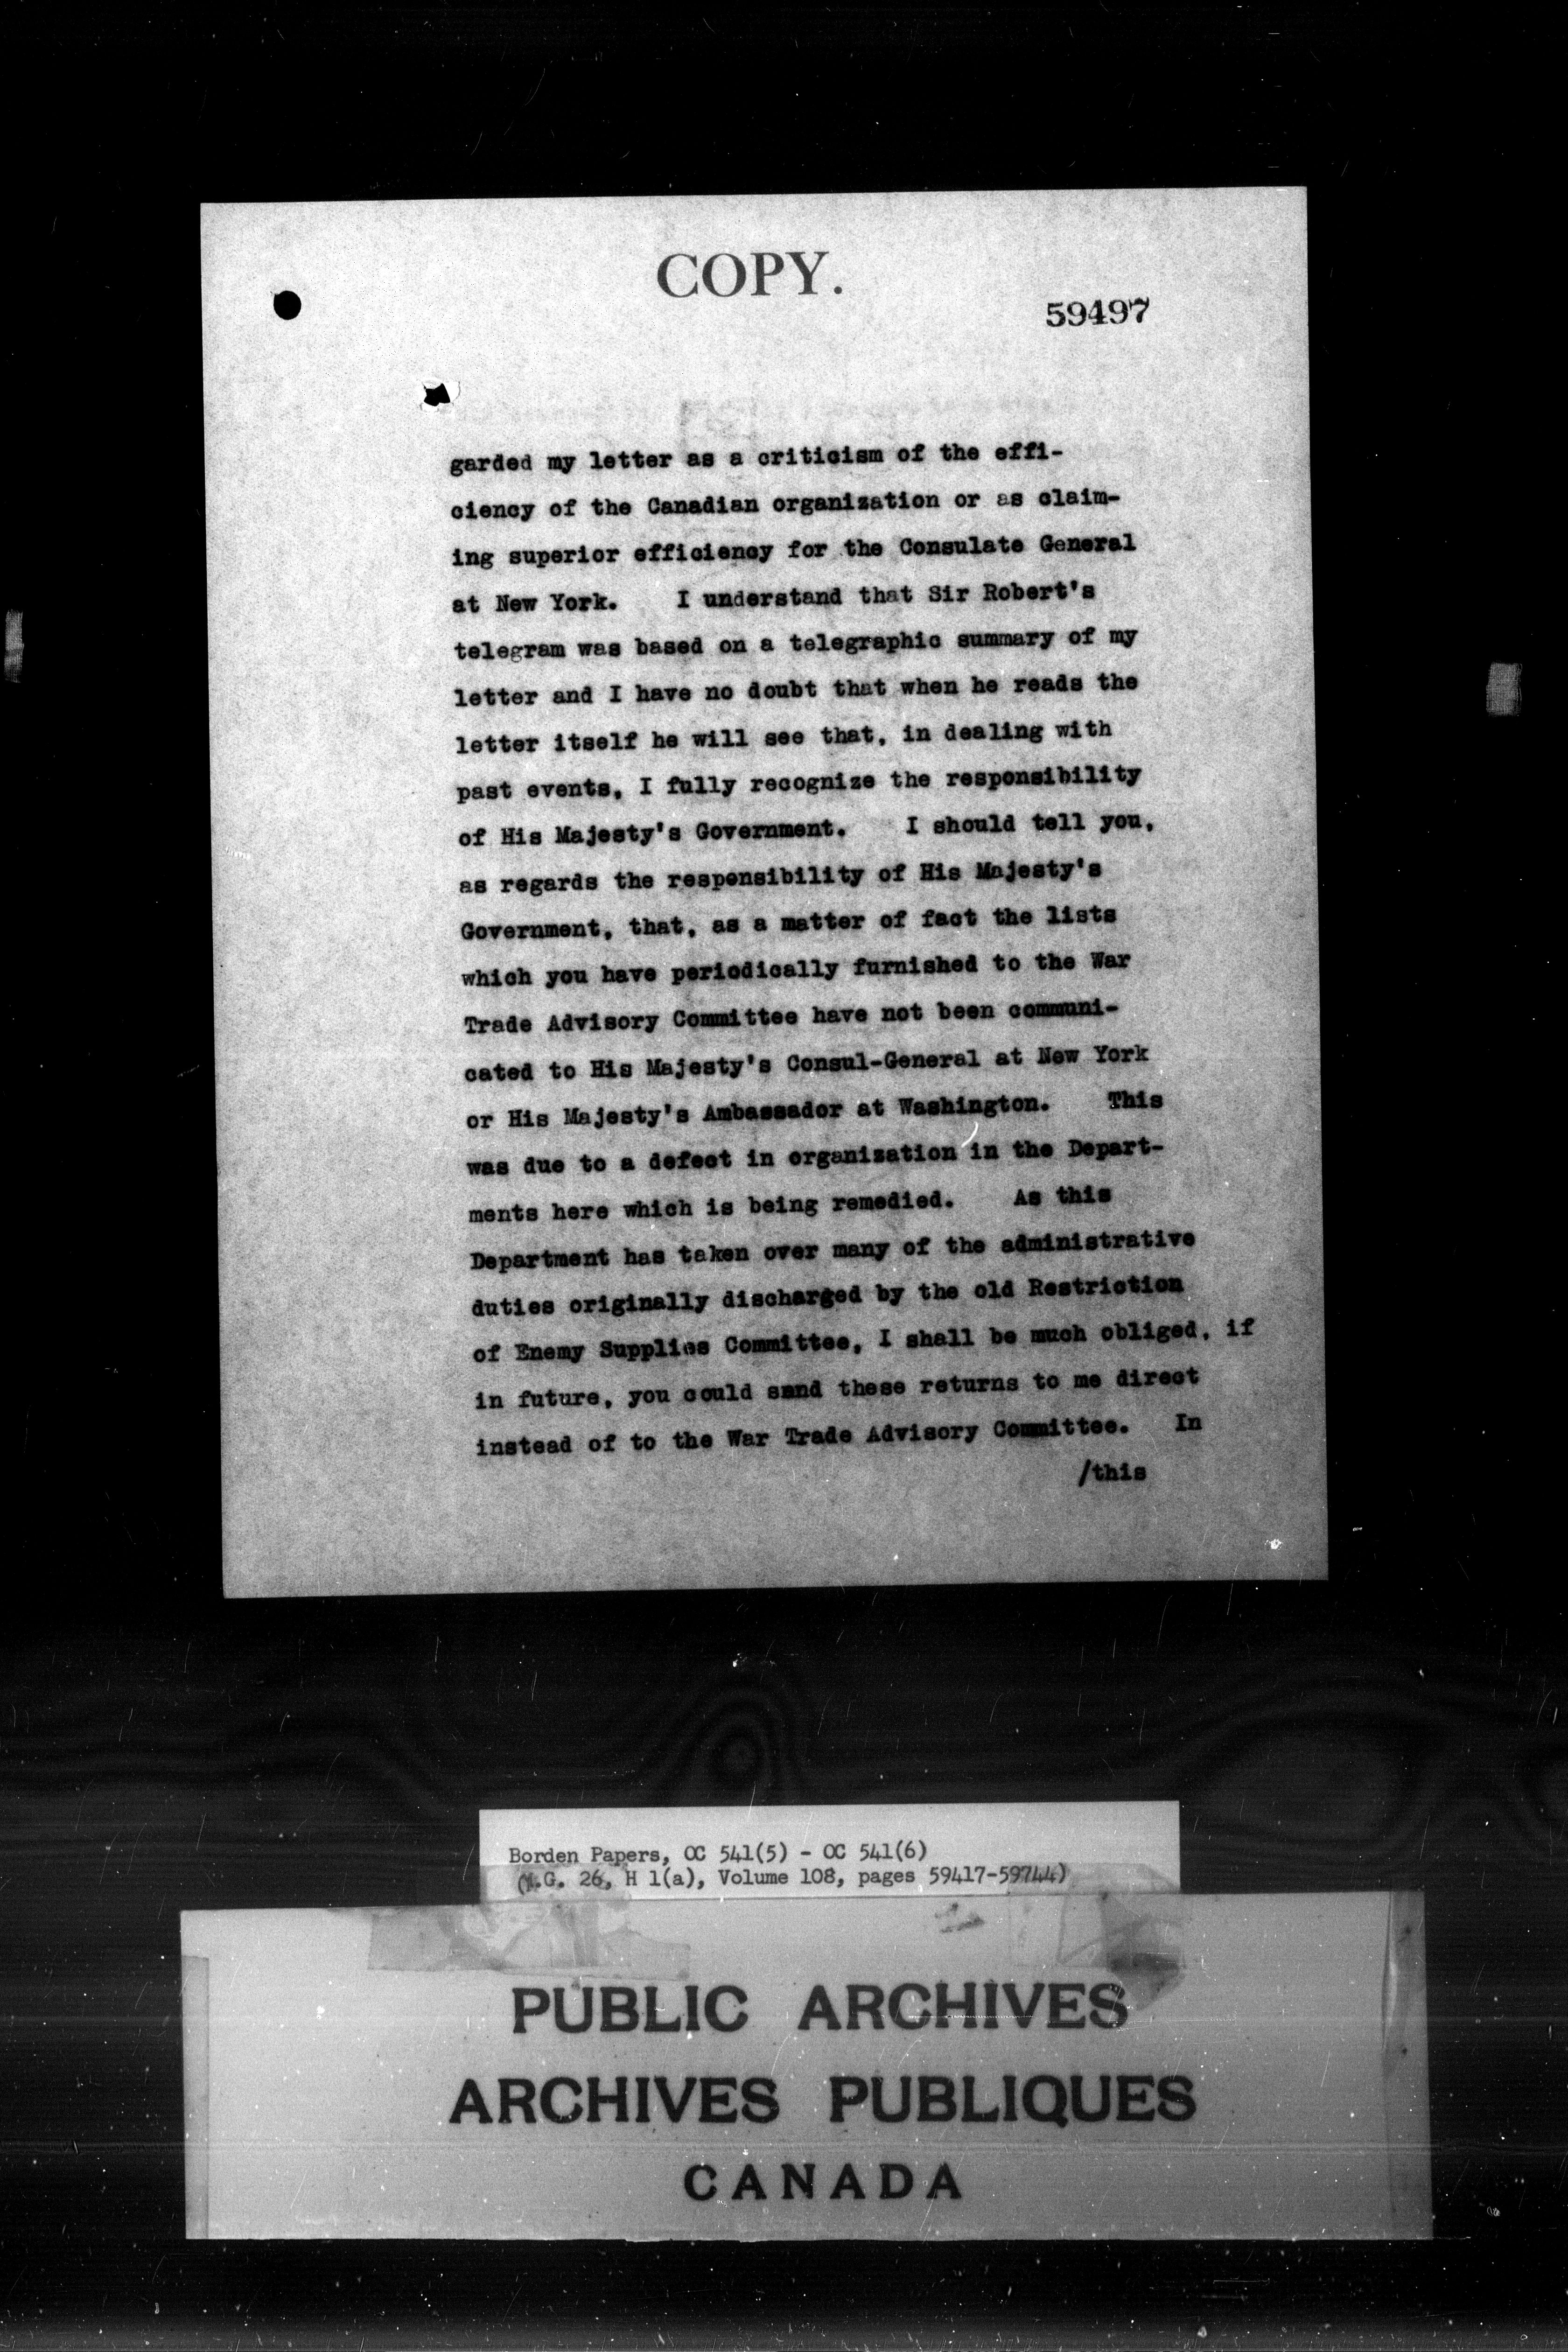 COPY.
59497
garded my letter as a criticism of the effi-
ciency of the Canadian organization or as claim-
ing superior efficiency for the Consulate General
at New York. I understand that Sir Robert's
telegram was based on a telegraphic summary of my
letter and I have no doubt that when he reads the
letter itself he will see that, in dealing with
past events, I fully recognize the responsibility
of His Majesty's Government. I should tell you,
as regards the responsibility of His Majesty's
Government, that, as a matter of fact the lists
which you have periodically furnished to the War
Trade Advisory Committee have not been communi-
cated to His Majesty's Consul-General at New York
or His Majesty's Ambassador at Washington. This
was due to a defect in organization in the Depart-
ments here which is being remedied. As this
Department has taken over many of the administrative
duties originally discharged by the old Restriction
of Enemy Supplies Committee, I shall be much obliged, if
in future, you could send these returns to me direct
instead of to the War Trade Advisory Committee. In
/this
Borden Papers, OC 541(5) - OC 541(6)
(M.G. 26, H 1(a), Volume 108, pages 59417-59744)
PUBLIC ARCHIVES
ARCHIVES PUBLIQUES
CANADA